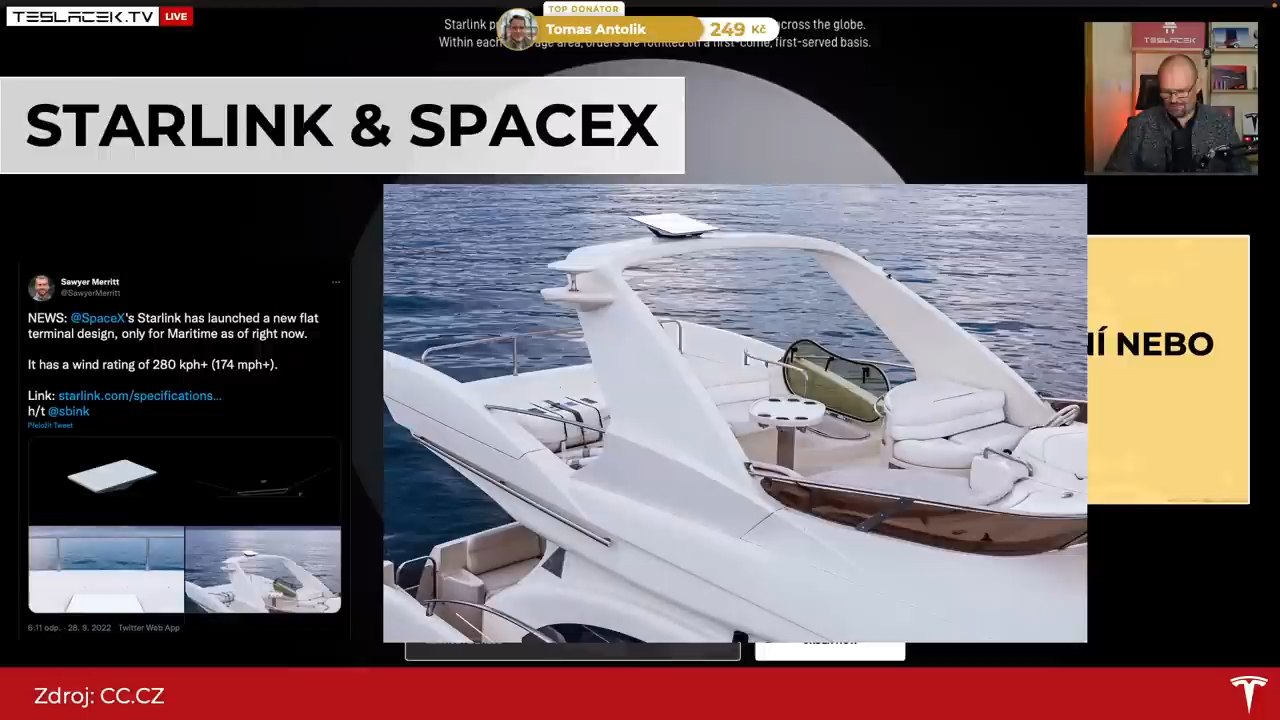 TESLACEK.TV LIVE
TOP DONÁTOR
Tomas Antolik 249 Kč
Starlink cross the globe.
Within each age area, orders are fulfilled on a first-come, first-served basis.
TESLACEK
STARLINK & SPACEX
Sawyer Merritt
@SawyerMerritt
NEWS: @SpaceX's Starlink has launched a new flat
terminal design, only for Maritime as of right now.
It has a wind rating of 280 kph+ (174 mph+).
Link: starlink.com/specifications...
h/t @sbink
Přeložit Tweet
6:11 odp. · 28. 9. 2022 Twitter Web App
NÍ NEBO
Zdroj: CC.CZ